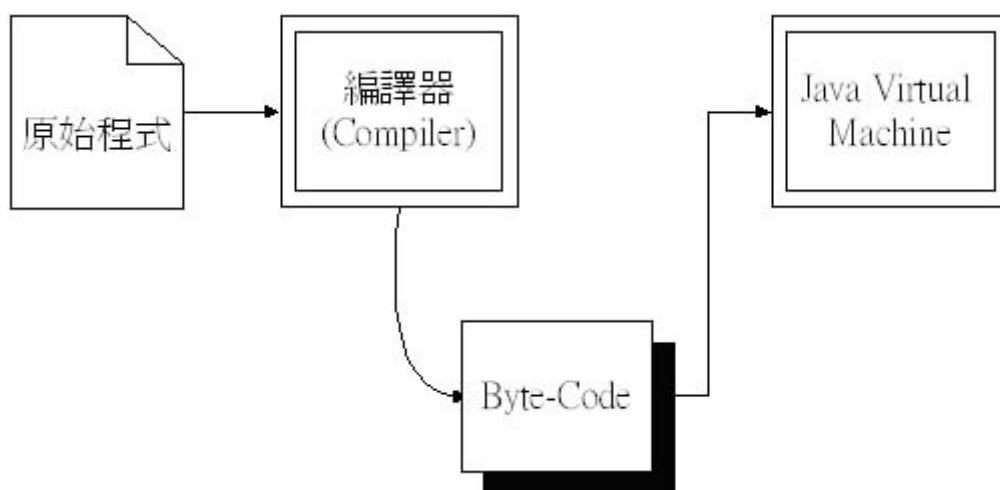 原始程式
編譯器
(Compiler)
Java Virtual
Machine
Byte-Code